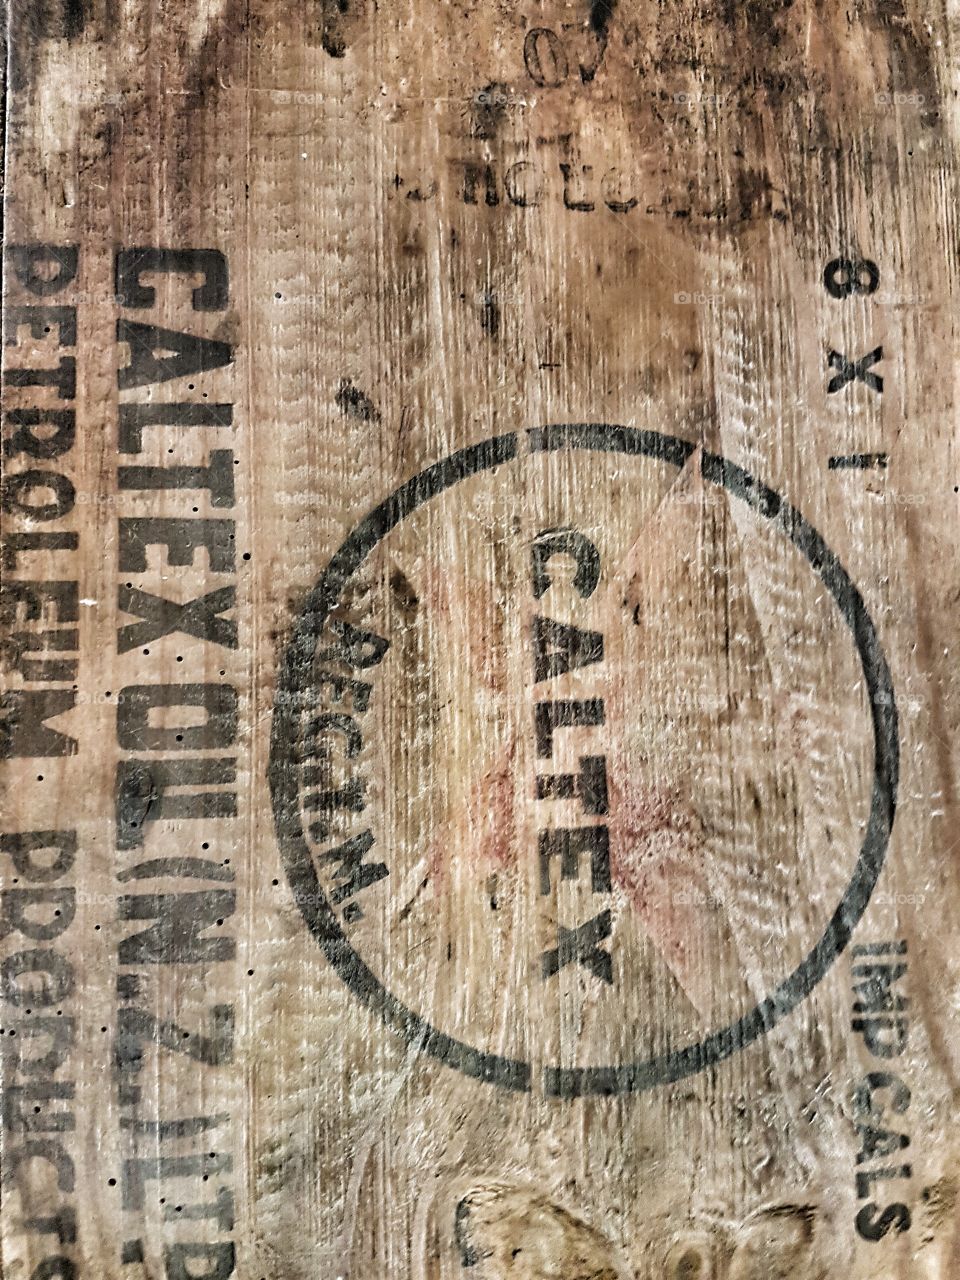 8 X 1
IMP GALS
CALTEX
REG. T.M.
CALTEX OIL (N.Z.) LTD.
PETROLEUM PRODUCTS